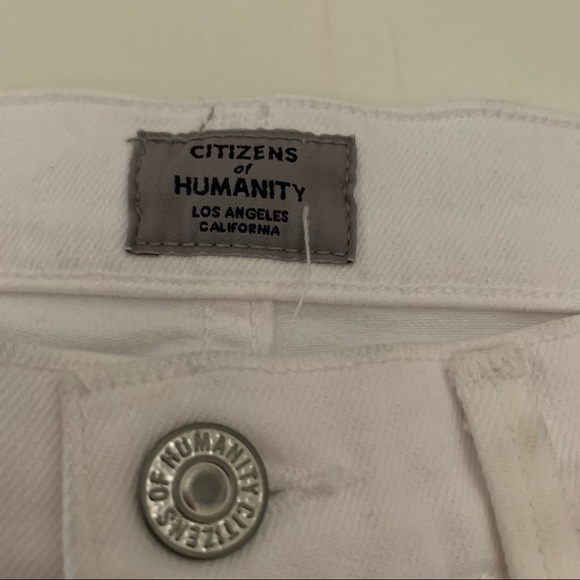 CITIZENS
of
HUMANITY
LOS ANGELES
CALIFORNIA
CITIZENS OF HUMANITY